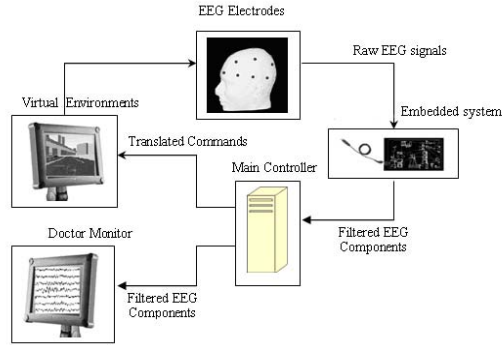 EEG Electrodes
Raw EEG signals
Virtual Environments
Embedded system
Translated Commands
Main Controller
Doctor Monitor
Filtered EEG
Components
Filtered EEG
Components